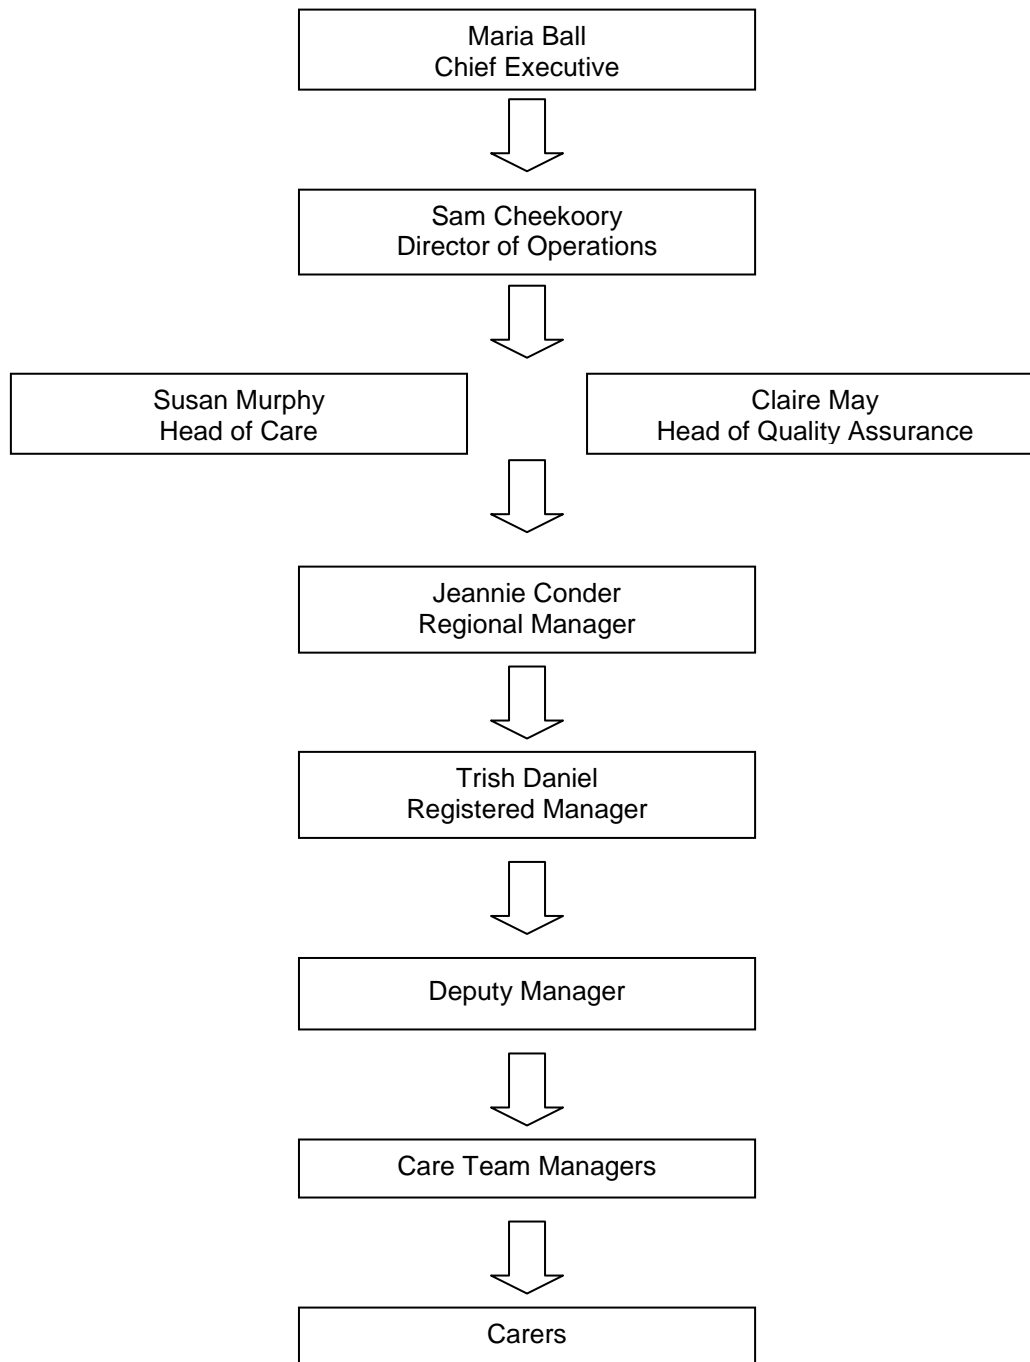 Maria Ball
Chief Executive
Sam Cheekoory
Director of Operations
Susan Murphy
Head of Care
Claire May
Head of Quality Assurance
Jeannie Conder
Regional Manager
Trish Daniel
Registered Manager
Deputy Manager
Care Team Managers
Carers